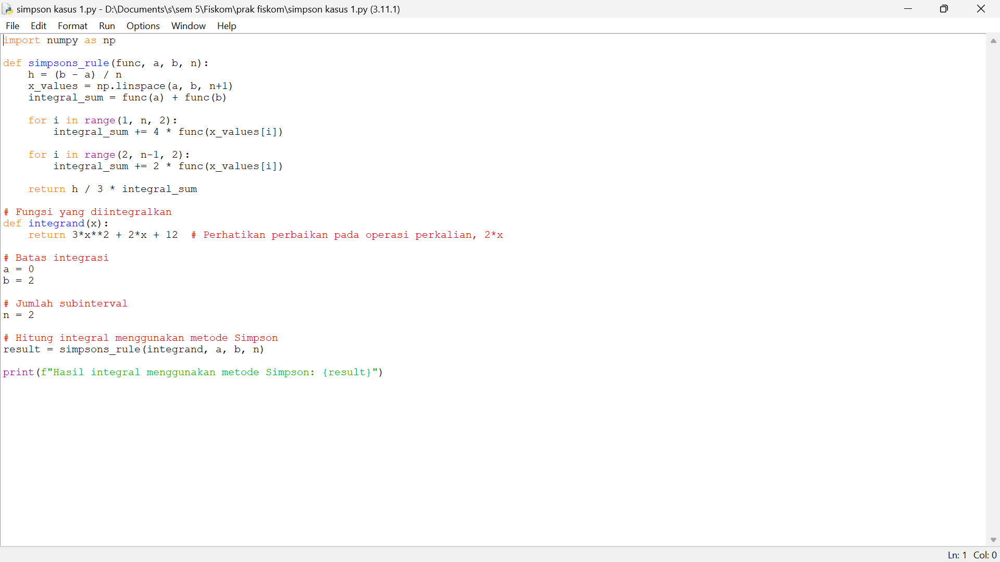 simpson kasus 1.py - D:\Documents\s\sem 5\Fiskom\prak fiskom\simpson kasus 1.py (3.11.1)
File Edit Format Run Options Window Help
import numpy as np

def simpsons_rule(func, a, b, n):
    h = (b - a) / n
    x_values = np.linspace(a, b, n+1)
    integral_sum = func(a) + func(b)

    for i in range(1, n, 2):
        integral_sum += 4 * func(x_values[i])

    for i in range(2, n-1, 2):
        integral_sum += 2 * func(x_values[i])

    return h / 3 * integral_sum

# Fungsi yang diintegralkan
def integrand(x):
    return 3*x**2 + 2*x + 12  # Perhatikan perbaikan pada operasi perkalian, 2*x

# Batas integrasi
a = 0
b = 2

# Jumlah subinterval
n = 2

# Hitung integral menggunakan metode Simpson
result = simpsons_rule(integrand, a, b, n)

print(f"Hasil integral menggunakan metode Simpson: {result}")
Ln: 1 Col: 0